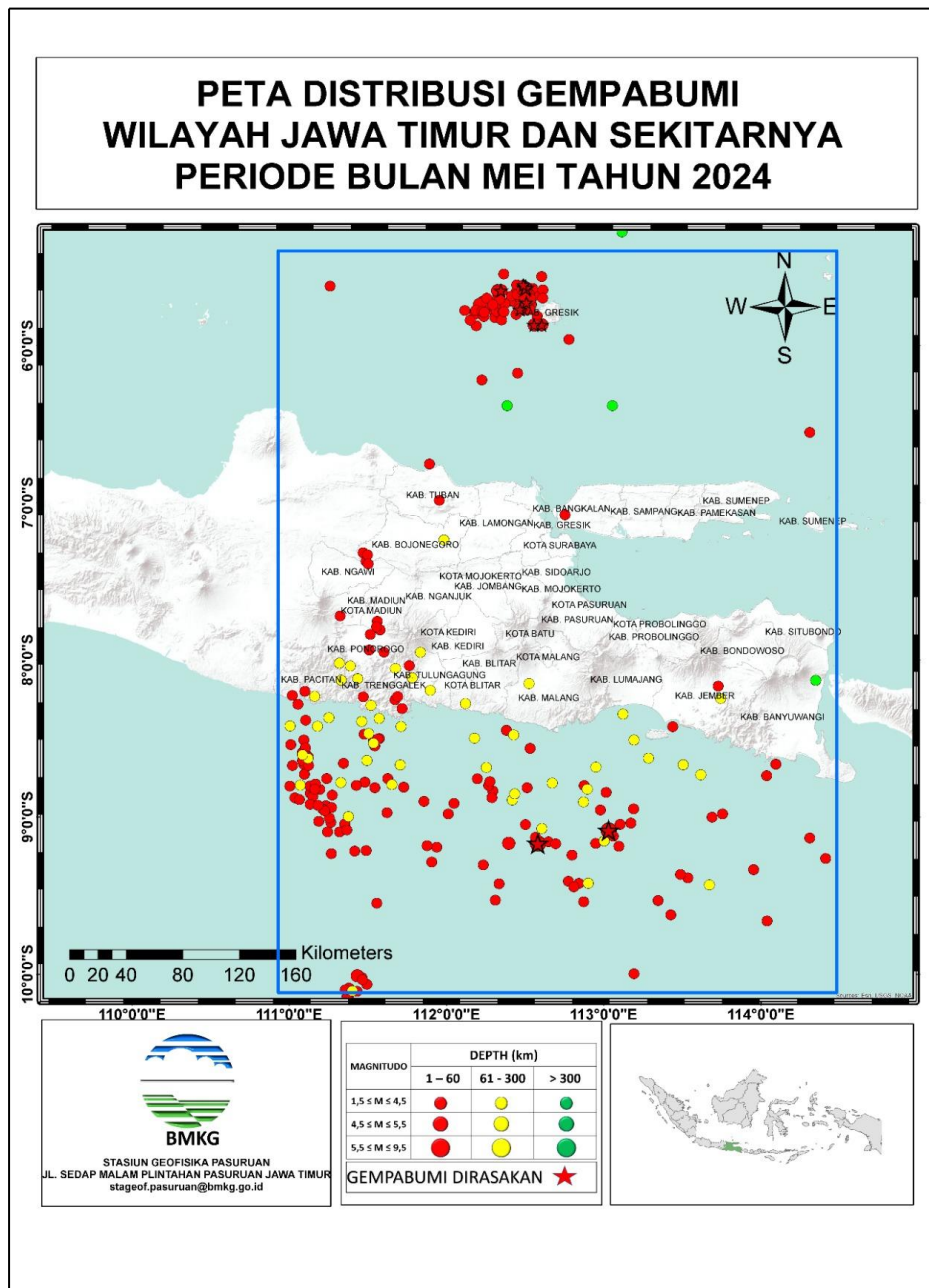 PETA DISTRIBUSI GEMPABUMI
WILAYAH JAWA TIMUR DAN SEKITARNYA
PERIODE BULAN MEI TAHUN 2024
N
W E
S
KAB. GRESIK
6°0'0"S
7°0'0"S
8°0'0"S
9°0'0"S
10°0'0"S
KAB. TUBAN
KAB. BANGKALAN
KAB. SAMPANG
KAB. PAMEKASAN
KAB. SUMENEP
KAB. SUMENEP
KAB. LAMONGAN
KAB. GRESIK
KAB. BOJONEGORO
KOTA SURABAYA
KAB. NGAWI
KOTA MOJOKERTO
KAB. SIDOARJO
KAB. JOMBANG
KAB. MOJOKERTO
KAB. MADIUN
KAB. NGANJUK
KOTA MADIUN
KOTA PASURUAN
KAB. PASURUAN
KOTA PROBOLINGGO
KAB. PROBOLINGGO
KAB. SITUBONDO
KOTA KEDIRI
KOTA BATU
KAB. PONOROGO
KAB. KEDIRI
KAB. BONDOWOSO
KAB. BLITAR
KOTA MALANG
KAB. PACITAN
KAB. TRENGGALEK
KAB. TULUNGAGUNG
KOTA BLITAR
KAB. MALANG
KAB. LUMAJANG
KAB. JEMBER
KAB. BANYUWANGI
Kilometers
0 10 20 40 80 120 160
Sources: Esri, USGS, NOAA
110°0'0"E 111°0'0"E 112°0'0"E 113°0'0"E 114°0'0"E
BMKG
STASIUN GEOFISIKA PASURUAN
JL. SEDAP MALAM PLINTAHAN PASURUAN JAWA TIMUR
stageof.pasuruan@bmkg.go.id
MAGNITUDO
DEPTH (km)
1 – 60 61 - 300 > 300
1,5 ≤ M ≤ 4,5
4,5 ≤ M ≤ 5,5
5,5 ≤ M ≤ 9,5
GEMPABUMI DIRASAKAN